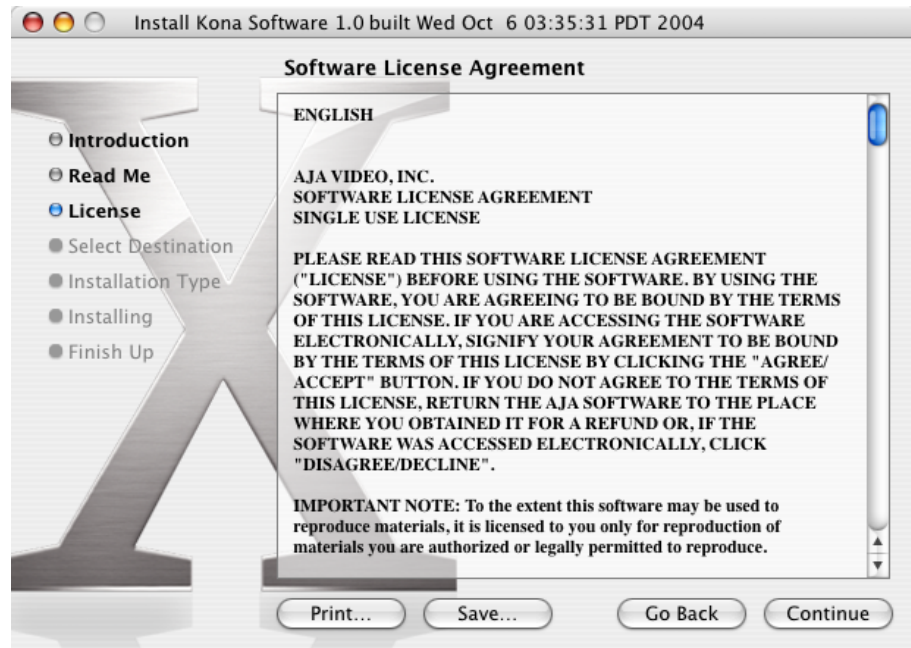 Install Kona Software 1.0 built Wed Oct  6 03:35:31 PDT 2004
Software License Agreement
Introduction
Read Me
License
Select Destination
Installation Type
Installing
Finish Up
ENGLISH
AJA VIDEO, INC.
SOFTWARE LICENSE AGREEMENT
SINGLE USE LICENSE
PLEASE READ THIS SOFTWARE LICENSE AGREEMENT
("LICENSE") BEFORE USING THE SOFTWARE. BY USING THE
SOFTWARE, YOU ARE AGREEING TO BE BOUND BY THE TERMS
OF THIS LICENSE. IF YOU ARE ACCESSING THE SOFTWARE
ELECTRONICALLY, SIGNIFY YOUR AGREEMENT TO BE BOUND
BY THE TERMS OF THIS LICENSE BY CLICKING THE "AGREE/
ACCEPT" BUTTON. IF YOU DO NOT AGREE TO THE TERMS OF
THIS LICENSE, RETURN THE AJA SOFTWARE TO THE PLACE
WHERE YOU OBTAINED IT FOR A REFUND OR, IF THE
SOFTWARE WAS ACCESSED ELECTRONICALLY, CLICK
"DISAGREE/DECLINE".
IMPORTANT NOTE: To the extent this software may be used to
reproduce materials, it is licensed to you only for reproduction of
materials you are authorized or legally permitted to reproduce.
Print...
Save...
Go Back
Continue